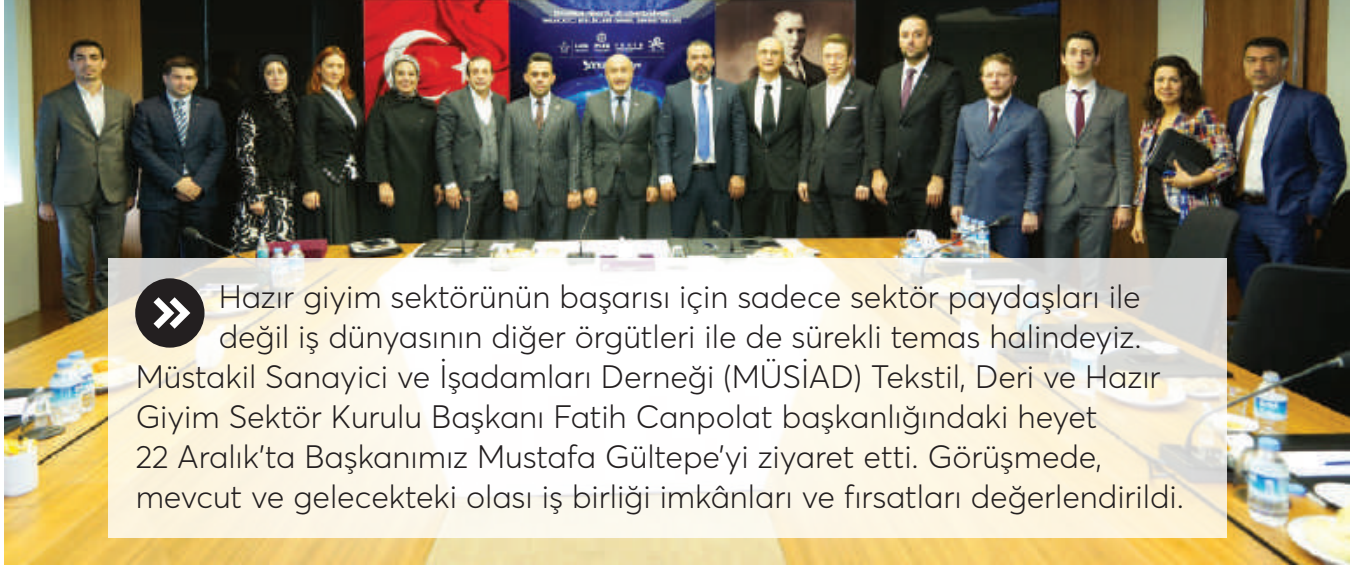 Hazır giyim sektörünün başarısı için sadece sektör paydaşları ile
değil iş dünyasının diğer örgütleri ile de sürekli temas halindeyiz.
Müstakil Sanayici ve İşadamları Derneği (MÜSİAD) Tekstil, Deri ve Hazır
Giyim Sektör Kurulu Başkanı Fatih Canpolat başkanlığındaki heyet
22 Aralık'ta Başkanımız Mustafa Gültepe'yi ziyaret etti. Görüşmede,
mevcut ve gelecekteki olası iş birliği imkânları ve fırsatları değerlendirildi.